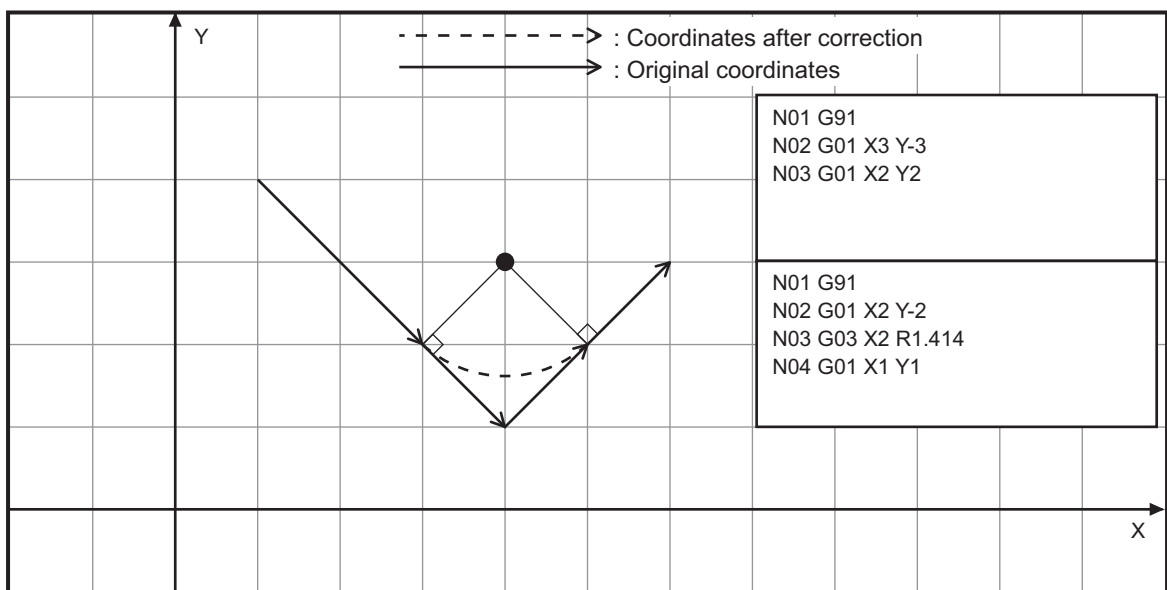 Y
: Coordinates after correction
: Original coordinates
N01 G91
N02 G01 X3 Y-3
N03 G01 X2 Y2
N01 G91
N02 G01 X2 Y-2
N03 G03 X2 R1.414
N04 G01 X1 Y1
X